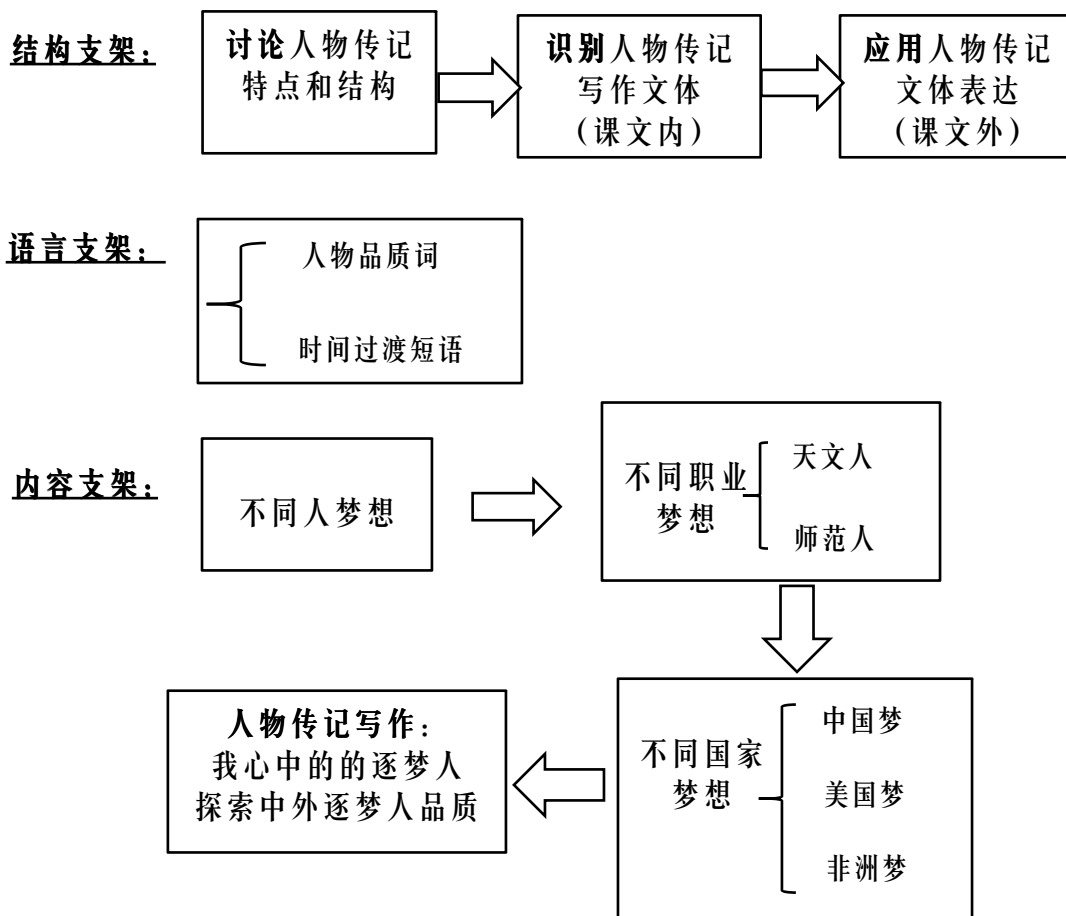 结构支架：
讨论人物传记
特点和结构
识别人物传记
写作文体
（课文内）
应用人物传记
文体表达
（课文外）
语言支架：
人物品质词
时间过渡短语
内容支架：
不同人梦想
不同职业
梦想
天文人
师范人
不同国家
梦想
中国梦
美国梦
非洲梦
人物传记写作：
我心中的的逐梦人
探索中外逐梦人品质